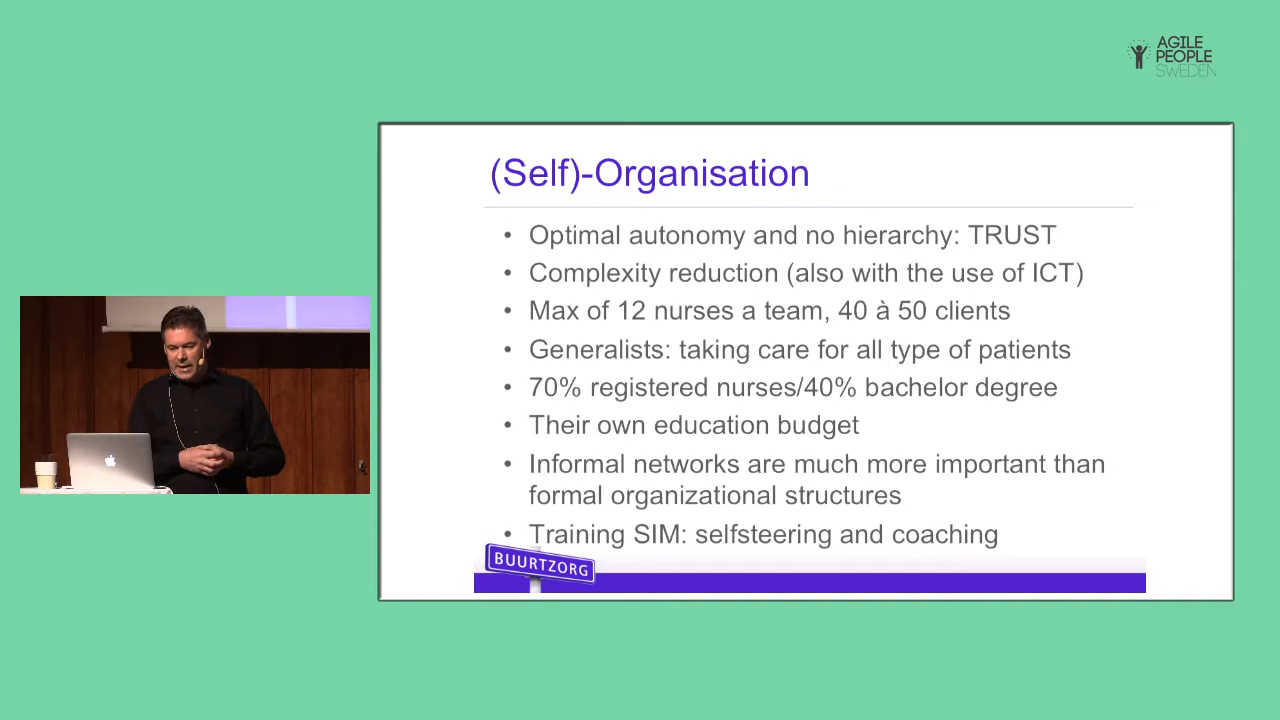 AGILE
PEOPLE
SWEDEN
(Self)-Organisation
• Optimal autonomy and no hierarchy: TRUST
• Complexity reduction (also with the use of ICT)
• Max of 12 nurses a team, 40 à 50 clients
• Generalists: taking care for all type of patients
• 70% registered nurses/40% bachelor degree
• Their own education budget
• Informal networks are much more important than
formal organizational structures
• Training SIM: selfsteering and coaching
BUURTZORG